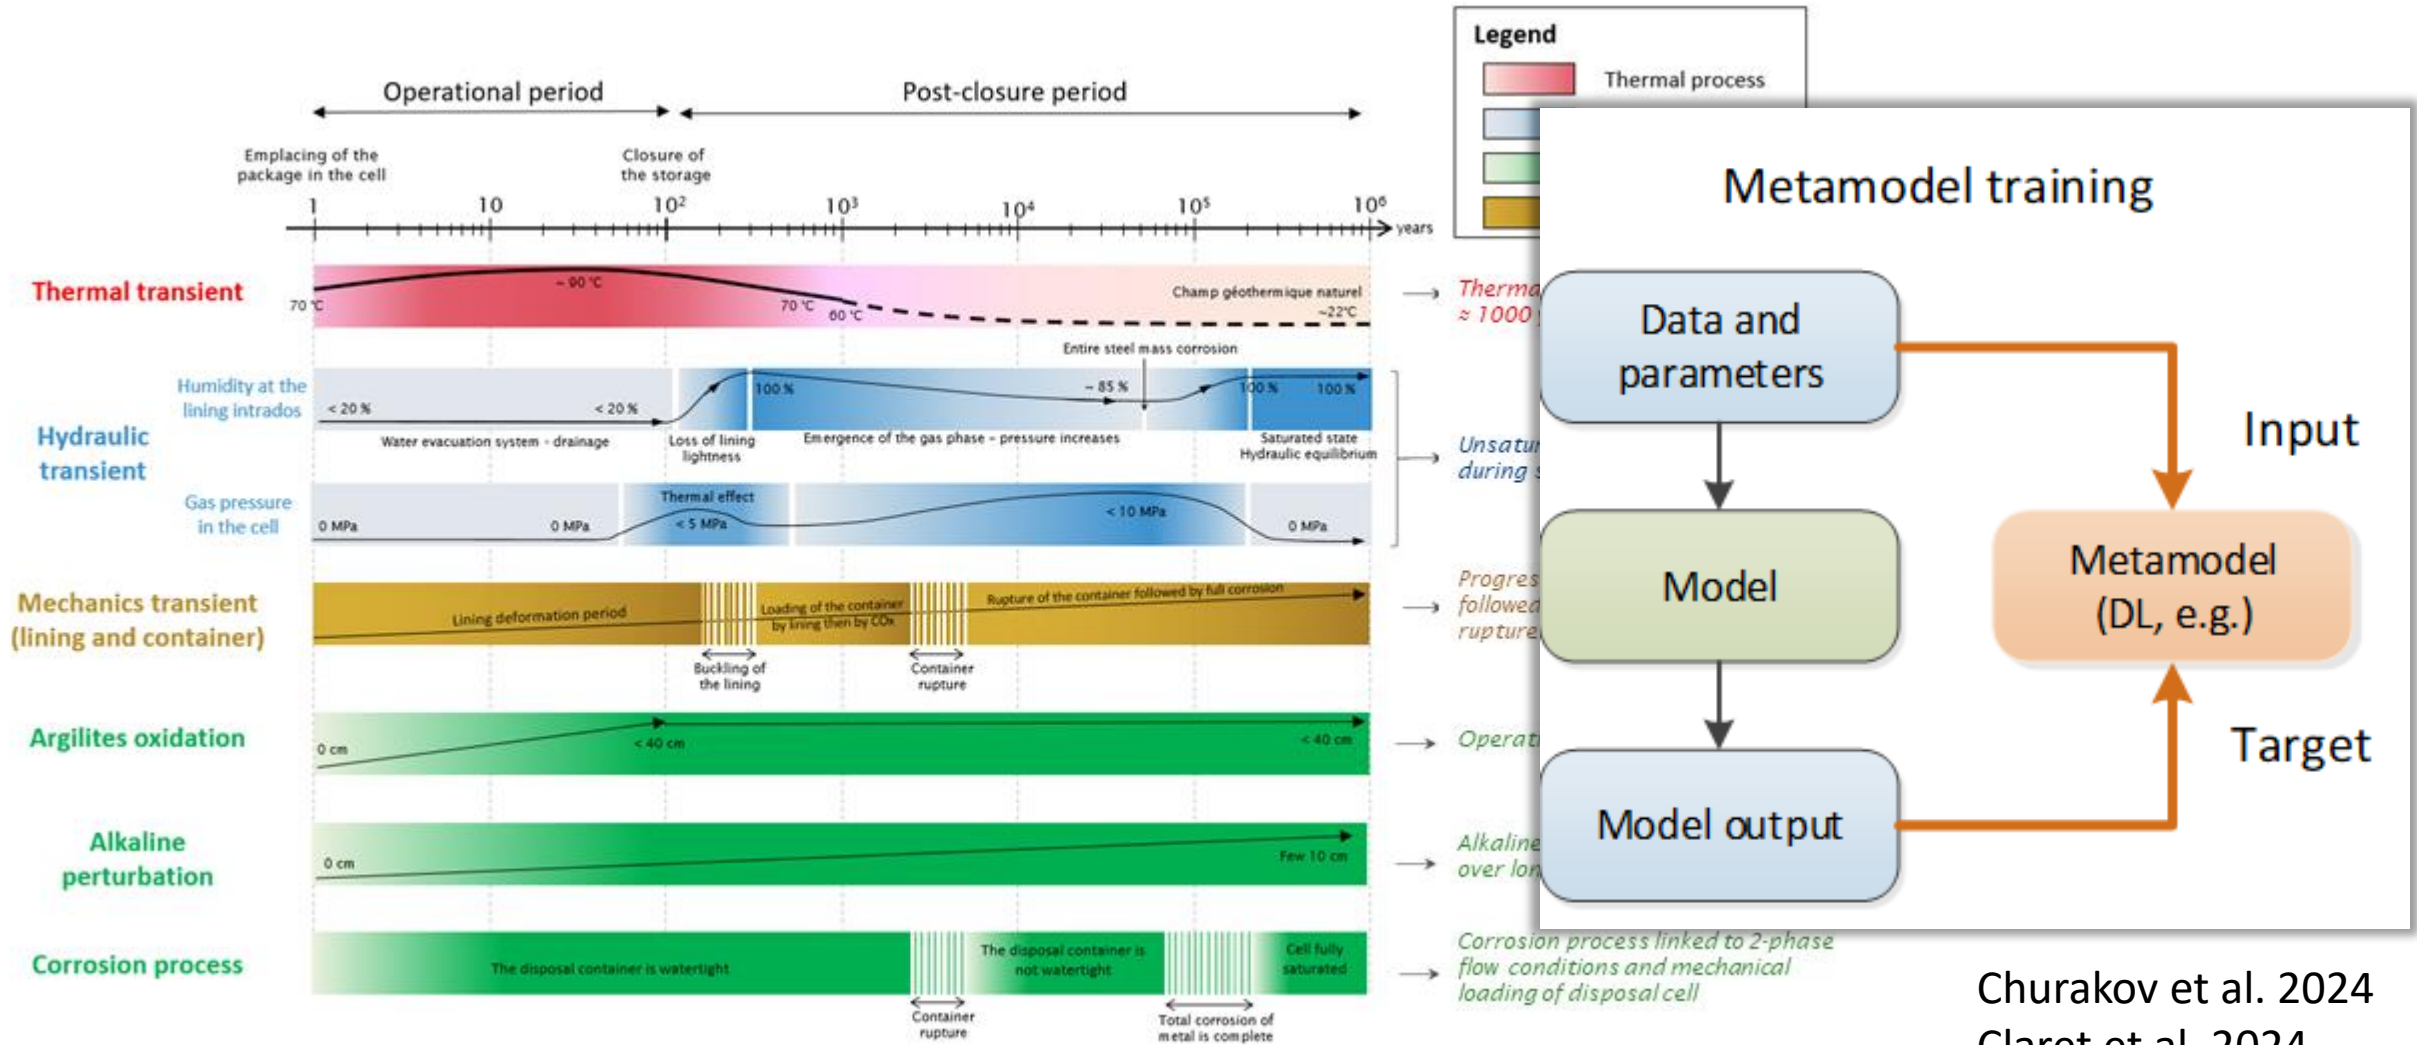 Legend
Thermal process
Operational period
Post-closure period
Emplacing of the
package in the cell
Closure of
the storage
1
10
10²
10³
10⁴
10⁵
10⁶
years
Thermal transient
70 °C
~ 90 °C
70 °C
60 °C
Champ géothermique naturel
~22°C
≈ 1000
Entire steel mass corrosion
Humidity at the
lining intrados
< 20 %
< 20 %
100 %
~ 85 %
100 %
100 %
Water evacuation system - drainage
Loss of lining
lightness
Emergence of the gas phase - pressure increases
Saturated state
Hydraulic equilibrium
Hydraulic
transient
during
Gas pressure
in the cell
0 MPa
0 MPa
Thermal effect
< 5 MPa
< 10 MPa
0 MPa
Mechanics transient
(lining and container)
Lining deformation period
Loading of the container
by lining then by COx
Rupture of the container followed by full corrosion
followed
rupture
Buckling of
the lining
Container
rupture
Argilites oxidation
0 cm
< 40 cm
< 40 cm
Alkaline
perturbation
0 cm
Few 10 cm
Alkaline
over
Corrosion process
The disposal container is watertight
The disposal container is
not watertight
Cell fully
saturated
Container
rupture
Total corrosion of
metal is complete
Corrosion process linked to 2-phase
flow conditions and mechanical
loading of disposal cell
Metamodel training
Data and
parameters
Input
Model
Metamodel
(DL, e.g.)
Target
Model output
Churakov et al. 2024
Claret et al. 2024